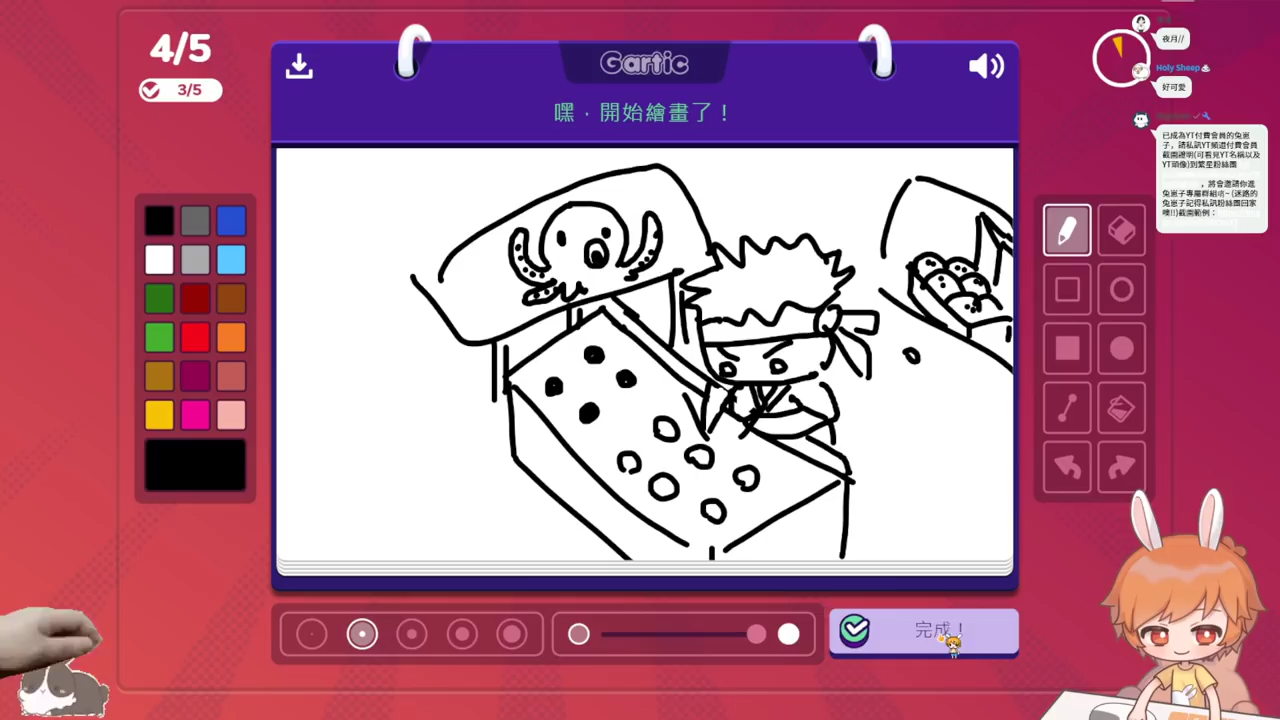 4/5
3/5
Gartic
嘿，開始繪畫了！
夜月//
Holy Sheep
好可愛
已成為YT付費會員的兔崽
子，請私訊YT頻道付費會員
截圖證明(可看見YT名稱以及
YT頭像)到繁星粉絲團
，將會邀請你進
兔崽子專屬群組唷~ (迷路的
兔崽子記得私訊粉絲團回家
噢!!)截圖範例：
完成！